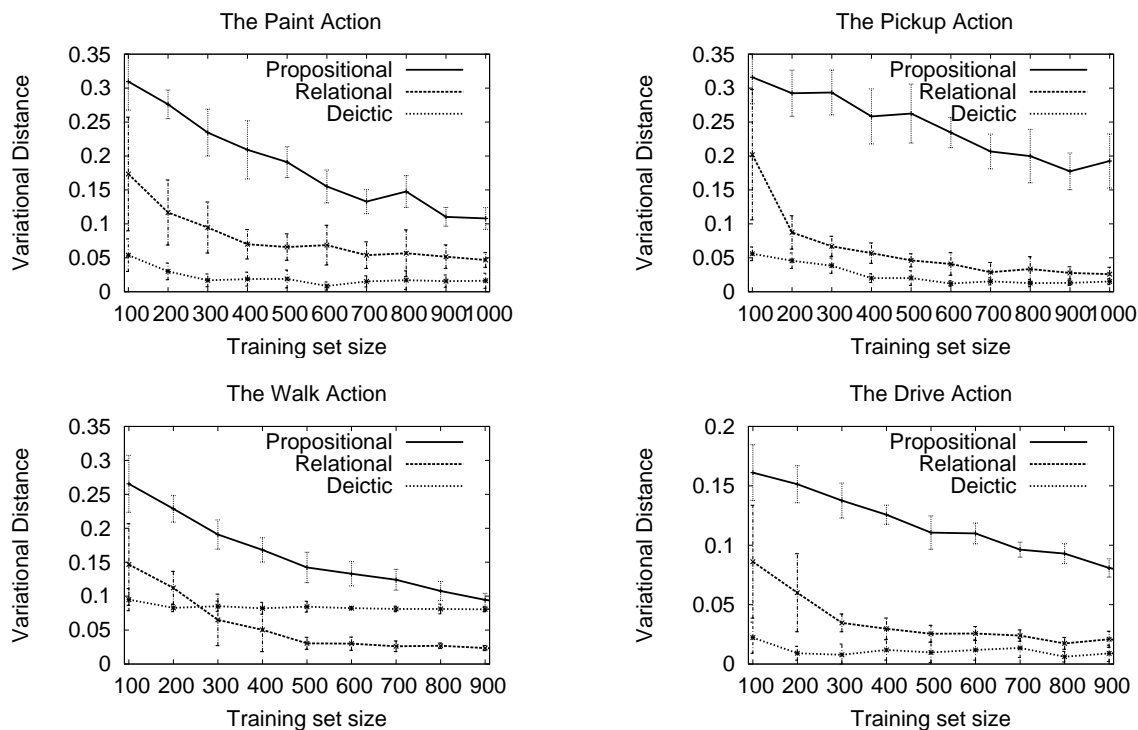 The Paint Action
Variational Distance
0.35
0.3
0.25
0.2
0.15
0.1
0.05
0
Propositional
Relational
Deictic
100 200 300 400 500 600 700 800 900 1000
Training set size
The Pickup Action
Variational Distance
0.35
0.3
0.25
0.2
0.15
0.1
0.05
0
Propositional
Relational
Deictic
100 200 300 400 500 600 700 800 900 1000
Training set size
The Walk Action
Variational Distance
0.35
0.3
0.25
0.2
0.15
0.1
0.05
0
Propositional
Relational
Deictic
100 200 300 400 500 600 700 800 900
Training set size
The Drive Action
Variational Distance
0.2
0.15
0.1
0.05
0
Propositional
Relational
Deictic
100 200 300 400 500 600 700 800 900
Training set size